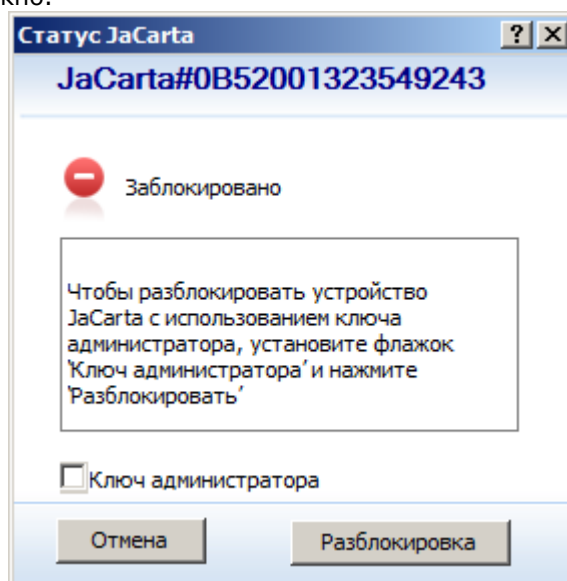 кно:
Статус JaCarta
JaCarta#0B52001323549243
Заблокировано
Чтобы разблокировать устройство
JaCarta с использованием ключа
администратора, установите флажок
'Ключ администратора' и нажмите
'Разблокировать'
Ключ администратора
Отмена
Разблокировка